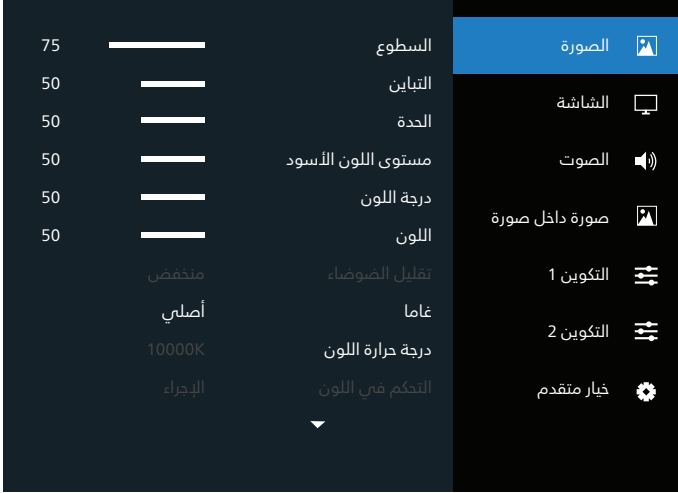 الصورة
الشاشة
الصوت
صورة داخل صورة
التكوين 1
التكوين 2
خيار متقدم
السطوع 75
التباين 50
الحدة 50
مستوى اللون الأسود 50
درجة اللون 50
اللون 50
تقليل الضوضاء منخفض
غاما أصلي
درجة حرارة اللون 10000K
التحكم في اللون الإجراء